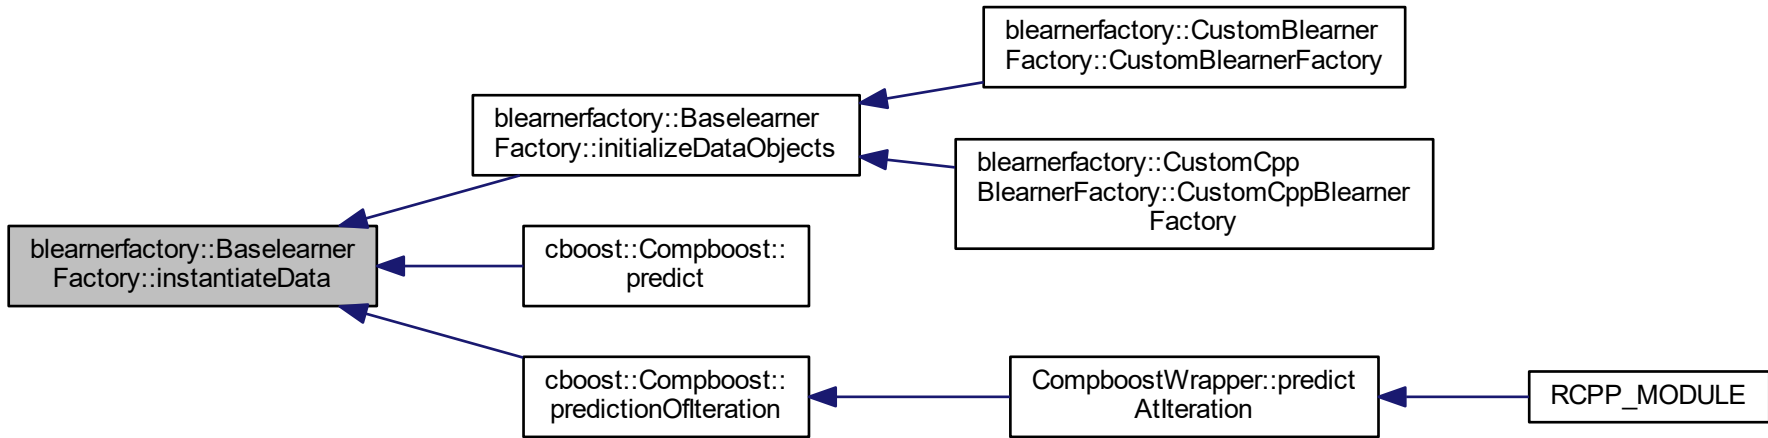 blearnerfactory::CustomBlearner
Factory::CustomBlearnerFactory
blearnerfactory::Baselearner
Factory::initializeDataObjects
blearnerfactory::CustomCpp
BlearnerFactory::CustomCppBlearner
Factory
blearnerfactory::Baselearner
Factory::instantiateData
cboost::Compboost::
predict
cboost::Compboost::
predictionOfIteration
CompboostWrapper::predict
AtIteration
RCPP_MODULE